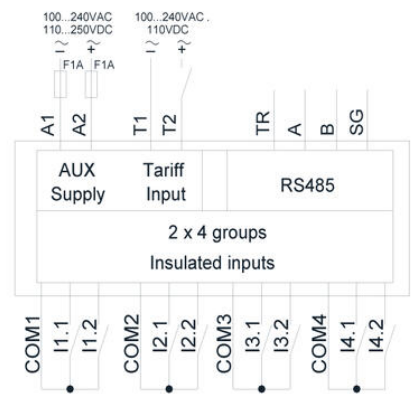 100...240VAC 100...240VAC .
110...250VDC 110VDC
∼ ∼ ∼ ∼
− + − +
F1A F1A
A1 A2 T1 T2 TR A B SG
AUX Tariff RS485
Supply Input
2 x 4 groups
Insulated inputs
COM1 I1.1 I1.2 COM2 I2.1 I2.2 COM3 I3.1 I3.2 COM4 I4.1 I4.2